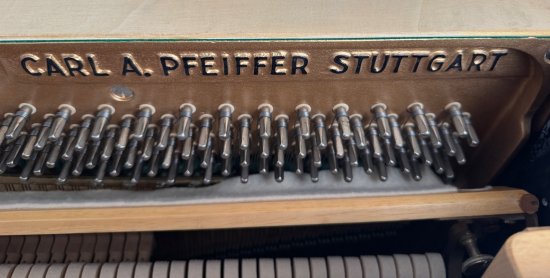 CARL A. PFEIFFER STUTTGART